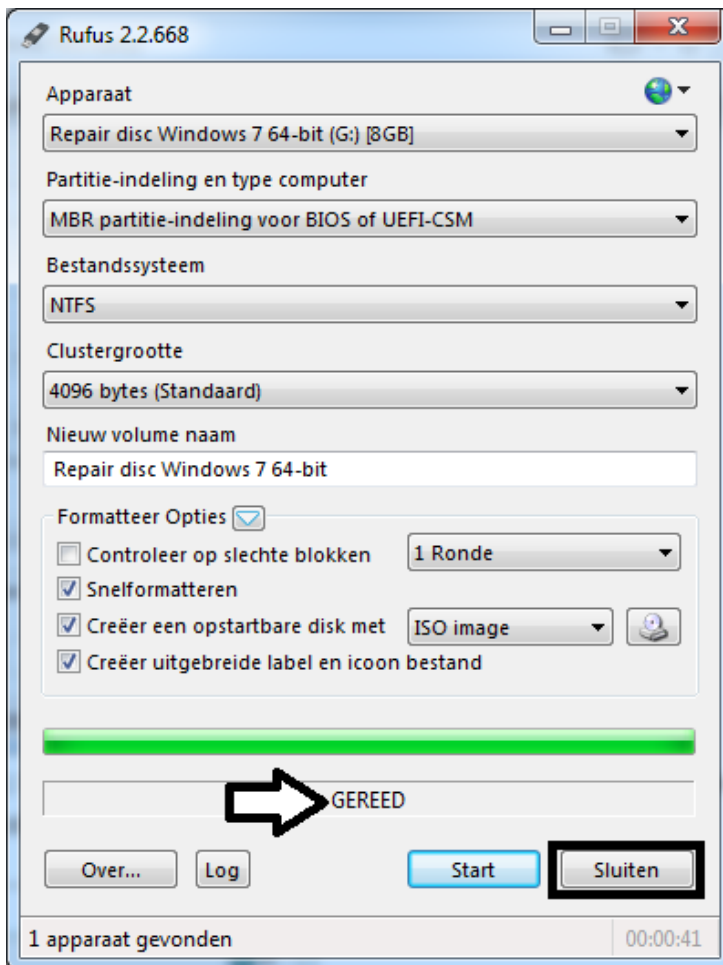 Rufus 2.2.668
Apparaat
Repair disc Windows 7 64-bit (G:) [8GB]
Partitie-indeling en type computer
MBR partitie-indeling voor BIOS of UEFI-CSM
Bestandssysteem
NTFS
Clustergrootte
4096 bytes (Standaard)
Nieuw volume naam
Repair disc Windows 7 64-bit
Formatteer Opties
Controleer op slechte blokken 1 Ronde
Snelformatteren
Creëer een opstartbare disk met ISO image
Creëer uitgebreide label en icoon bestand
GEREED
Over... Log Start Sluiten
1 apparaat gevonden 00:00:41